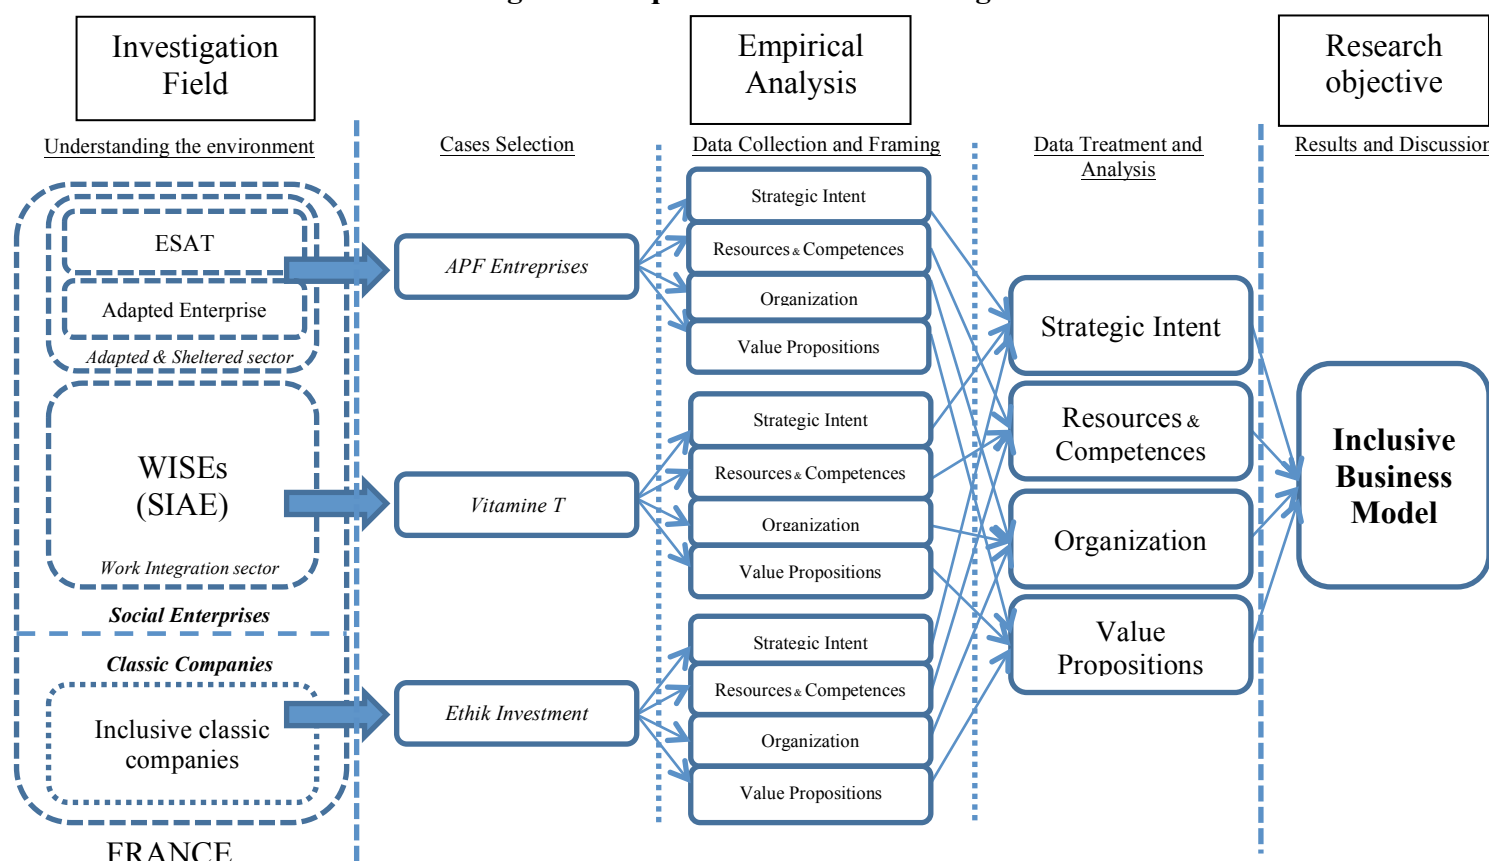 Investigation
Field
Empirical
Analysis
Research
objective
Understanding the environment
Cases Selection
Data Collection and Framing
Data Treatment and
Analysis
Results and Discussion
ESAT
Adapted Enterprise
Adapted & Sheltered sector
WISEs
(SIAE)
Work Integration sector
Social Enterprises
Classic Companies
Inclusive classic
companies
FRANCE
APF Entreprises
Vitamine T
Ethik Investment
Strategic Intent
Resources & Competences
Organization
Value Propositions
Strategic Intent
Resources & Competences
Organization
Value Propositions
Strategic Intent
Resources & Competences
Organization
Value Propositions
Strategic Intent
Resources &
Competences
Organization
Value
Propositions
Inclusive
Business
Model